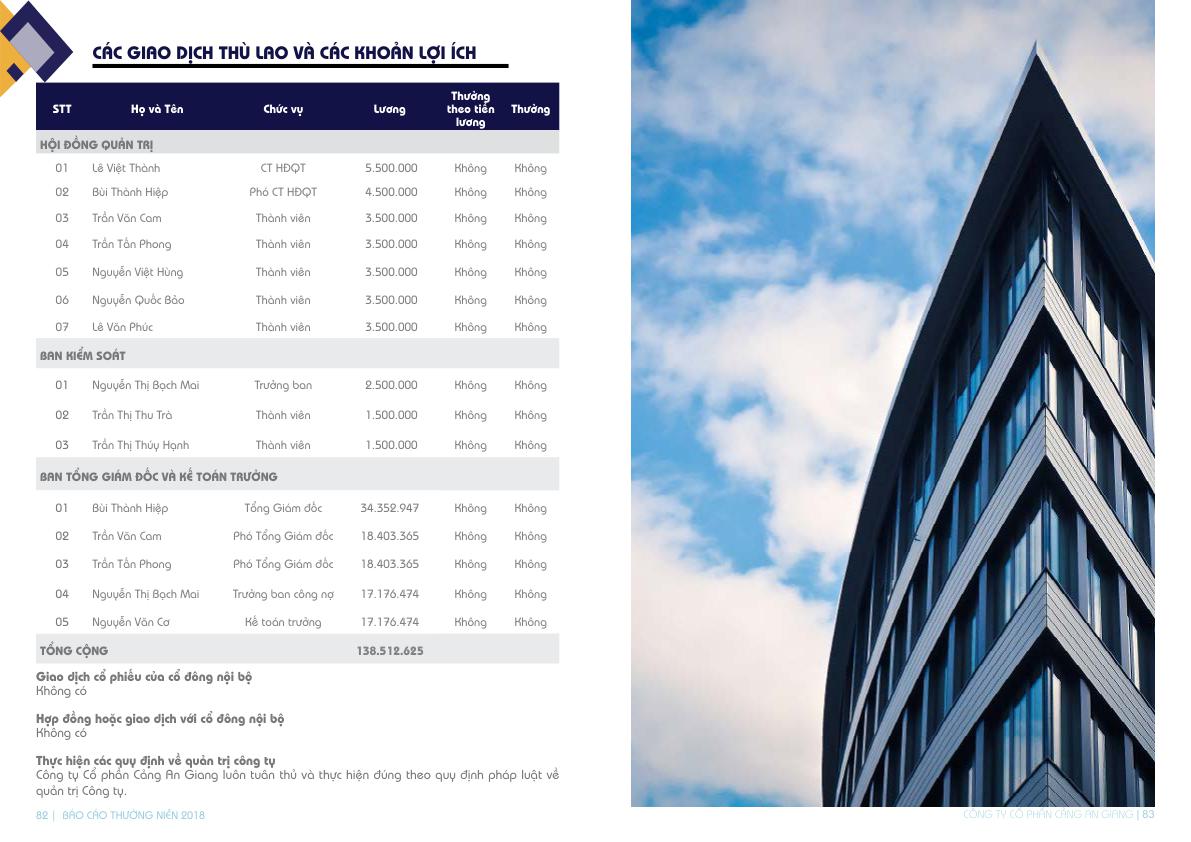 CÁC GIAO DỊCH THÙ LAO VÀ CÁC KHOẢN LỢI ÍCH
STT Họ và Tên Chức vụ Lương Thưởng theo tiền lương Thưởng
HỘI ĐỒNG QUẢN TRỊ
01 Lê Việt Thành CT HĐQT 5.500.000 Không Không
02 Bùi Thành Hiệp Phó CT HĐQT 4.500.000 Không Không
03 Trần Văn Cam Thành viên 3.500.000 Không Không
04 Trần Tấn Phong Thành viên 3.500.000 Không Không
05 Nguyễn Việt Hùng Thành viên 3.500.000 Không Không
06 Nguyễn Quốc Bảo Thành viên 3.500.000 Không Không
07 Lê Văn Phúc Thành viên 3.500.000 Không Không
BAN KIỂM SOÁT
01 Nguyễn Thị Bạch Mai Trưởng ban 2.500.000 Không Không
02 Trần Thị Thu Trà Thành viên 1.500.000 Không Không
03 Trần Thị Thúy Hạnh Thành viên 1.500.000 Không Không
BAN TỔNG GIÁM ĐỐC VÀ KẾ TOÁN TRƯỞNG
01 Bùi Thành Hiệp Tổng Giám đốc 34.352.947 Không Không
02 Trần Văn Cam Phó Tổng Giám đốc 18.403.365 Không Không
03 Trần Tấn Phong Phó Tổng Giám đốc 18.403.365 Không Không
04 Nguyễn Thị Bạch Mai Trưởng ban công nợ 17.176.474 Không Không
05 Nguyễn Văn Cơ Kế toán trưởng 17.176.474 Không Không
TỔNG CỘNG 138.512.625
Giao dịch cổ phiếu của cổ đông nội bộ
Không có
Hợp đồng hoặc giao dịch với cổ đông nội bộ
Không có
Thực hiện các quy định về quản trị công ty
Công ty Cổ phần Cảng An Giang luôn tuân thủ và thực hiện đúng theo quy định pháp luật về
quản trị Công ty.
82 | BÁO CÁO THƯỜNG NIÊN 2018
CÔNG TY CỔ PHẦN CẢNG AN GIANG | 83